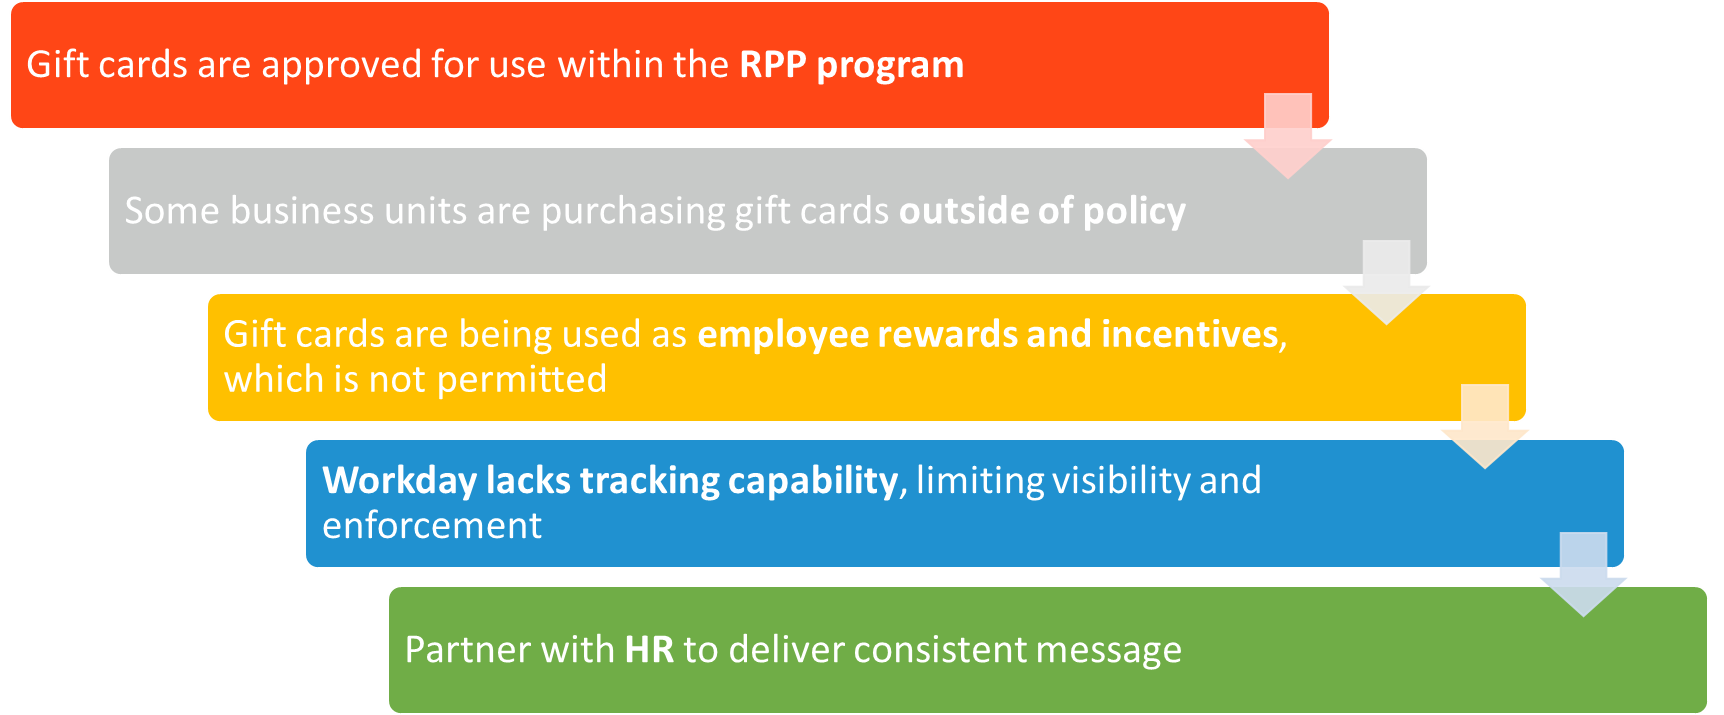 Gift cards are approved for use within the RPP program
Some business units are purchasing gift cards outside of policy
Gift cards are being used as employee rewards and incentives,
which is not permitted
Workday lacks tracking capability, limiting visibility and
enforcement
Partner with HR to deliver consistent message